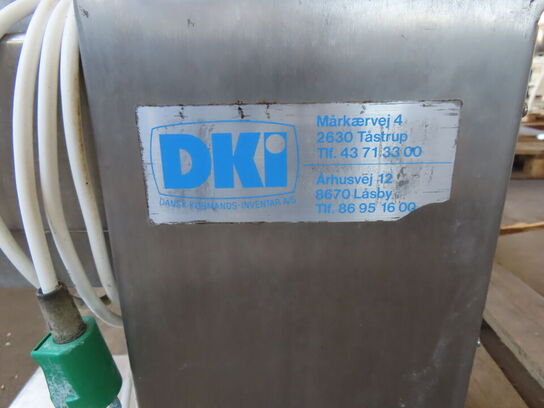 DKi
DANSK KØBMANDS-INVENTAR A/S
Mårkærvej 4
2630 Tåstrup
Tlf. 43 71 33 00
Århusvej 12
8670 Låsby
Tlf. 86 95 16 00